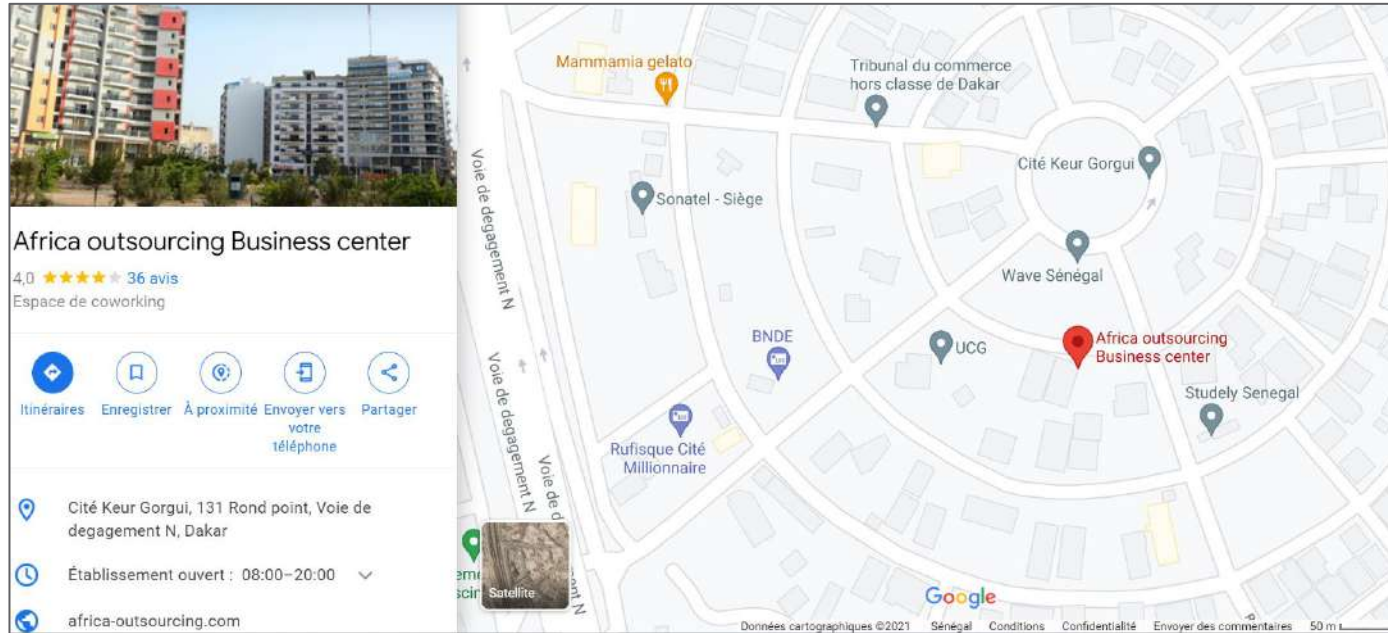 Africa outsourcing Business center
4,0 36 avis
Espace de coworking
Itinéraires
Enregistrer
À proximité
Envoyer vers
votre
téléphone
Partager
Cité Keur Gorgui, 131 Rond point, Voie de
degagement N, Dakar
Établissement ouvert : 08:00–20:00
africa-outsourcing.com
Mammamia gelato
Tribunal du commerce
hors classe de Dakar
Cité Keur Gorgui
Voie de degagement N
Sonatel - Siège
Wave Sénégal
BNDE
UCG
Africa outsourcing
Business center
Voie de degagement N
Studely Senegal
Rufisque Cité
Millionnaire
Satellite
Google
Données cartographiques ©2021 Sénégal Conditions Confidentialité Envoyer des commentaires 50 m